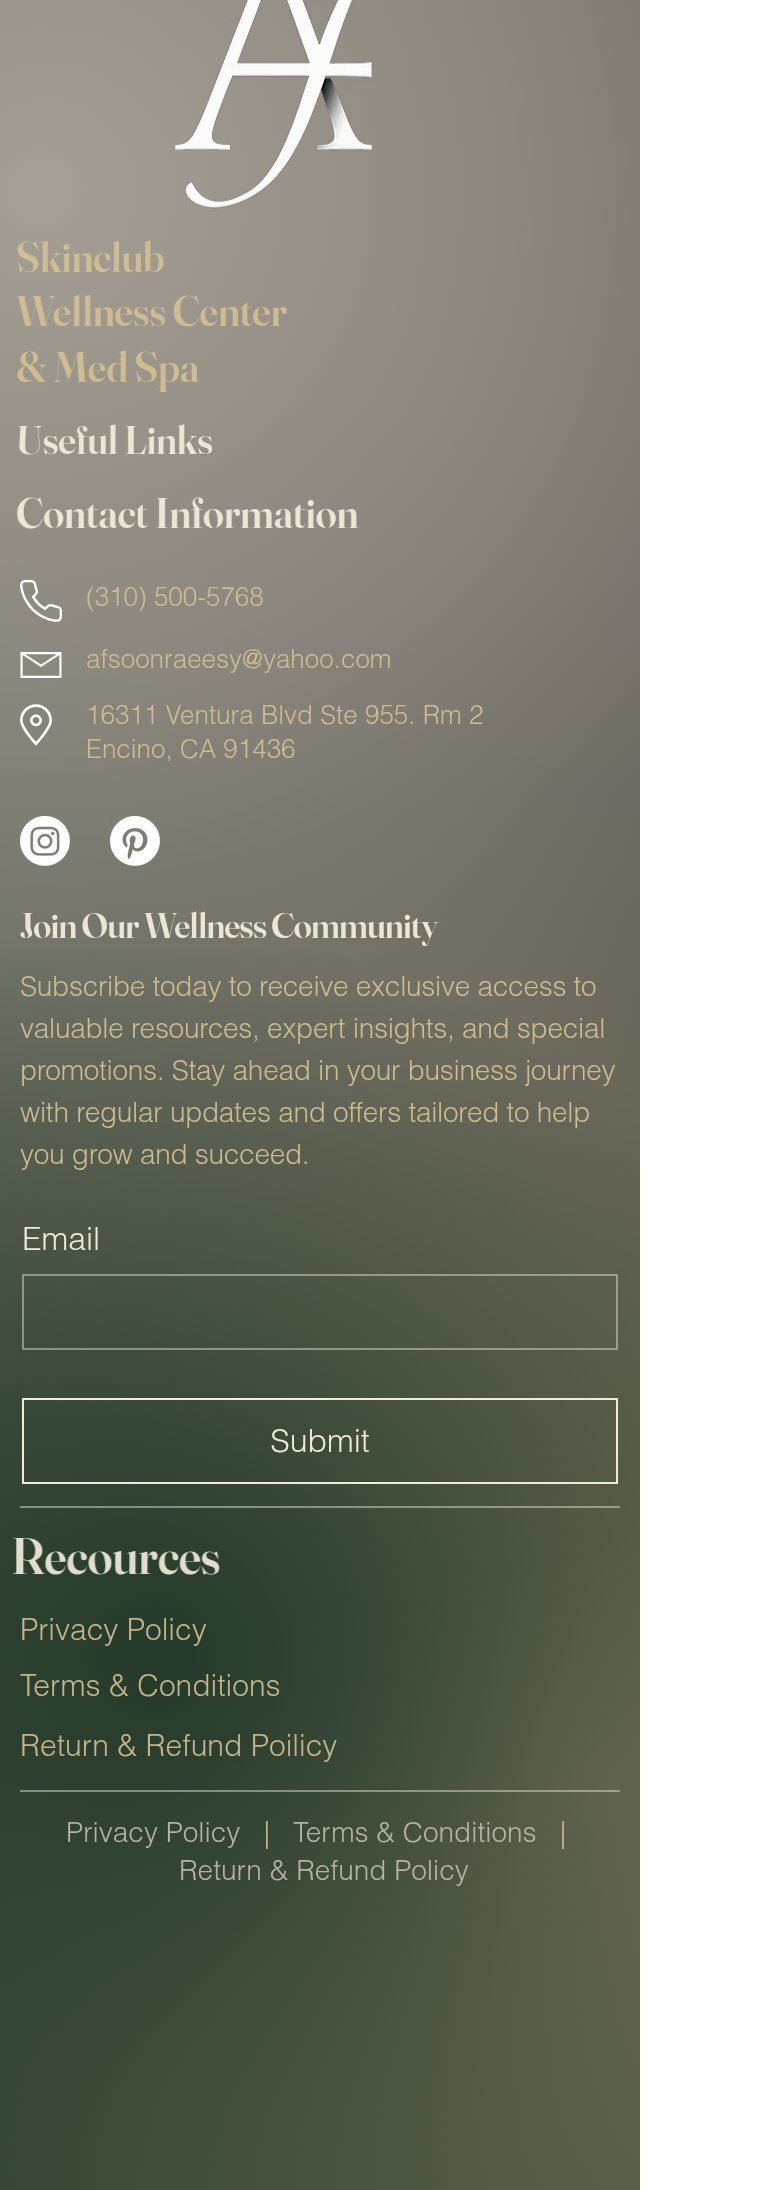 Skinclub
Wellness Center
& Med Spa
Useful Links
Contact Information
(310) 500-5768
afsoonraeesy@yahoo.com
16311 Ventura Blvd Ste 955. Rm 2
Encino, CA 91436
Join Our Wellness Community
Subscribe today to receive exclusive access to
valuable resources, expert insights, and special
promotions. Stay ahead in your business journey
with regular updates and offers tailored to help
you grow and succeed.
Email
Submit
Recources
Privacy Policy
Terms & Conditions
Return & Refund Poilicy
Privacy Policy | Terms & Conditions |
Return & Refund Policy